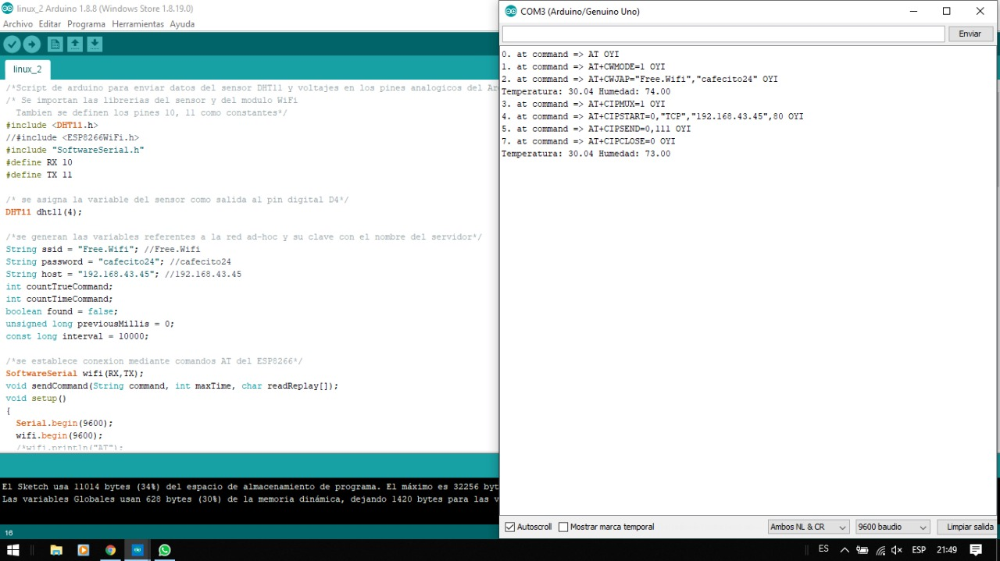 linux_2 Arduino 1.8.8 (Windows Store 1.8.19.0)
Archivo Editar Programa Herramientas Ayuda
linux_2
/*Script de arduino para enviar datos del sensor DHT11 y voltajes en los pines analogicos del Ar
/* Se importan las librerias del sensor y del modulo WiFi
Tambien se definen los pines 10, 11 como constantes*/
#include <DHT11.h>
//#include <ESP8266WiFi.h>
#include "SoftwareSerial.h"
#define RX 10
#define TX 11
/* se asigna la variable del sensor como salida al pin digital D4*/
DHT11 dht11(4);
/*se generan las variables referentes a la red ad-hoc y su clave con el nombre del servidor*/
String ssid = "Free.Wifi"; //Free.Wifi
String password = "cafecito24"; //cafecito24
String host = "192.168.43.45"; //192.168.43.45
int countTrueCommand;
int countTimeCommand;
boolean found = false;
unsigned long previousMillis = 0;
const long interval = 10000;
/*se establece conexion mediante comandos AT del ESP8266*/
SoftwareSerial wifi(RX,TX);
void sendCommand(String command, int maxTime, char readReplay[]);
void setup()
{
Serial.begin(9600);
wifi.begin(9600);
/*wifi.println("AT");
El Sketch usa 11014 bytes (34%) del espacio de almacenamiento de programa. El máximo es 32256 byt
Las variables Globales usan 628 bytes (30%) de la memoria dinámica, dejando 1420 bytes para las v
16
COM3 (Arduino/Genuino Uno)
Enviar
0. at command => AT OYI
1. at command => AT+CWMODE=1 OYI
2. at command => AT+CWJAP="Free.Wifi","cafecito24" OYI
Temperatura: 30.04 Humedad: 74.00
3. at command => AT+CIPMUX=1 OYI
4. at command => AT+CIPSTART=0,"TCP","192.168.43.45",80 OYI
5. at command => AT+CIPSEND=0,111 OYI
7. at command => AT+CIPCLOSE=0 OYI
Temperatura: 30.04 Humedad: 73.00
Autoscroll Mostrar marca temporal Ambos NL & CR 9600 baudio Limpiar salida
ES ESP 21:49